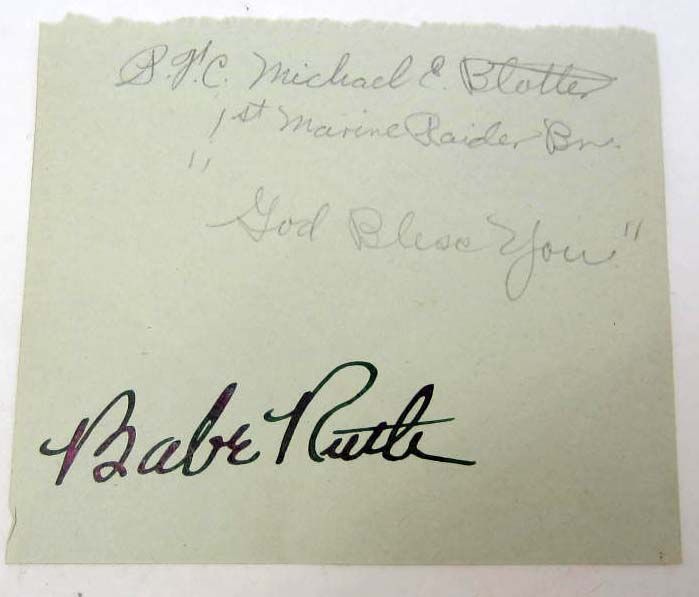 P.F.C. Michael E. Blotter
1st Marine Raider Bn.
"God Bless You"
Babe Ruth